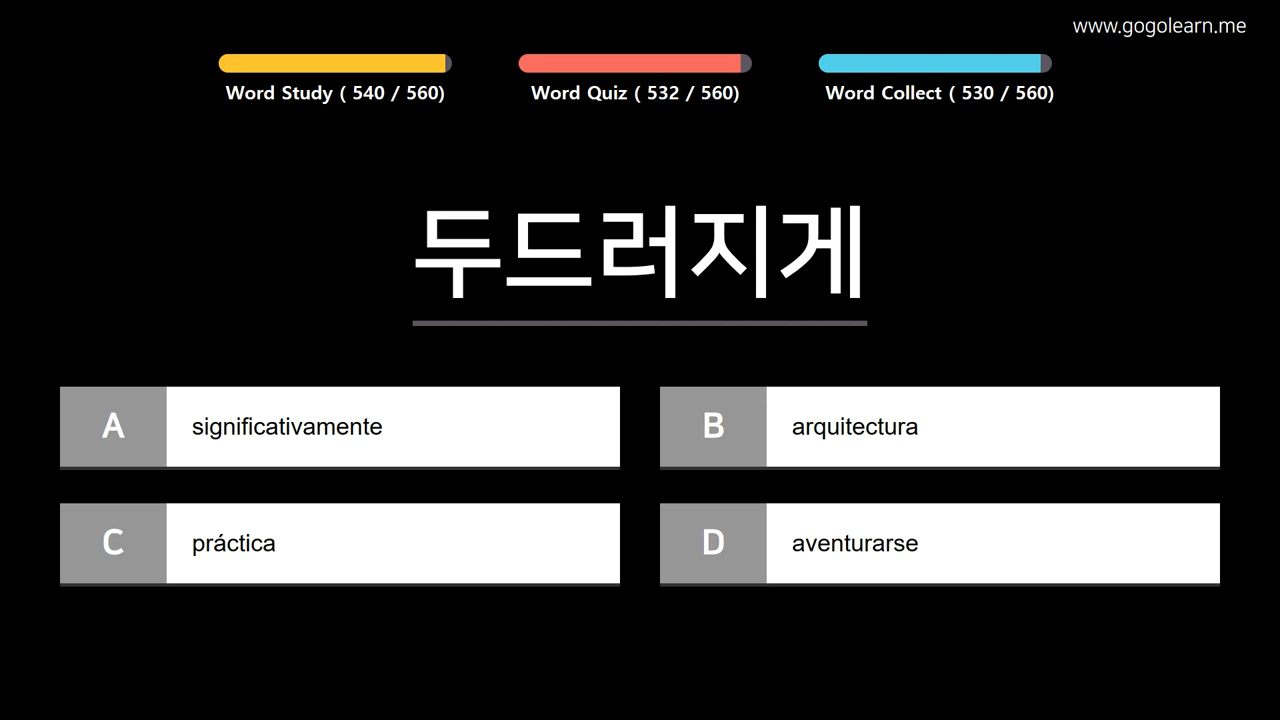 www.gogolearn.me
Word Study ( 540 / 560)
Word Quiz ( 532 / 560)
Word Collect ( 530 / 560)
두드러지게
A significativamente
B arquitectura
C práctica
D aventurarse